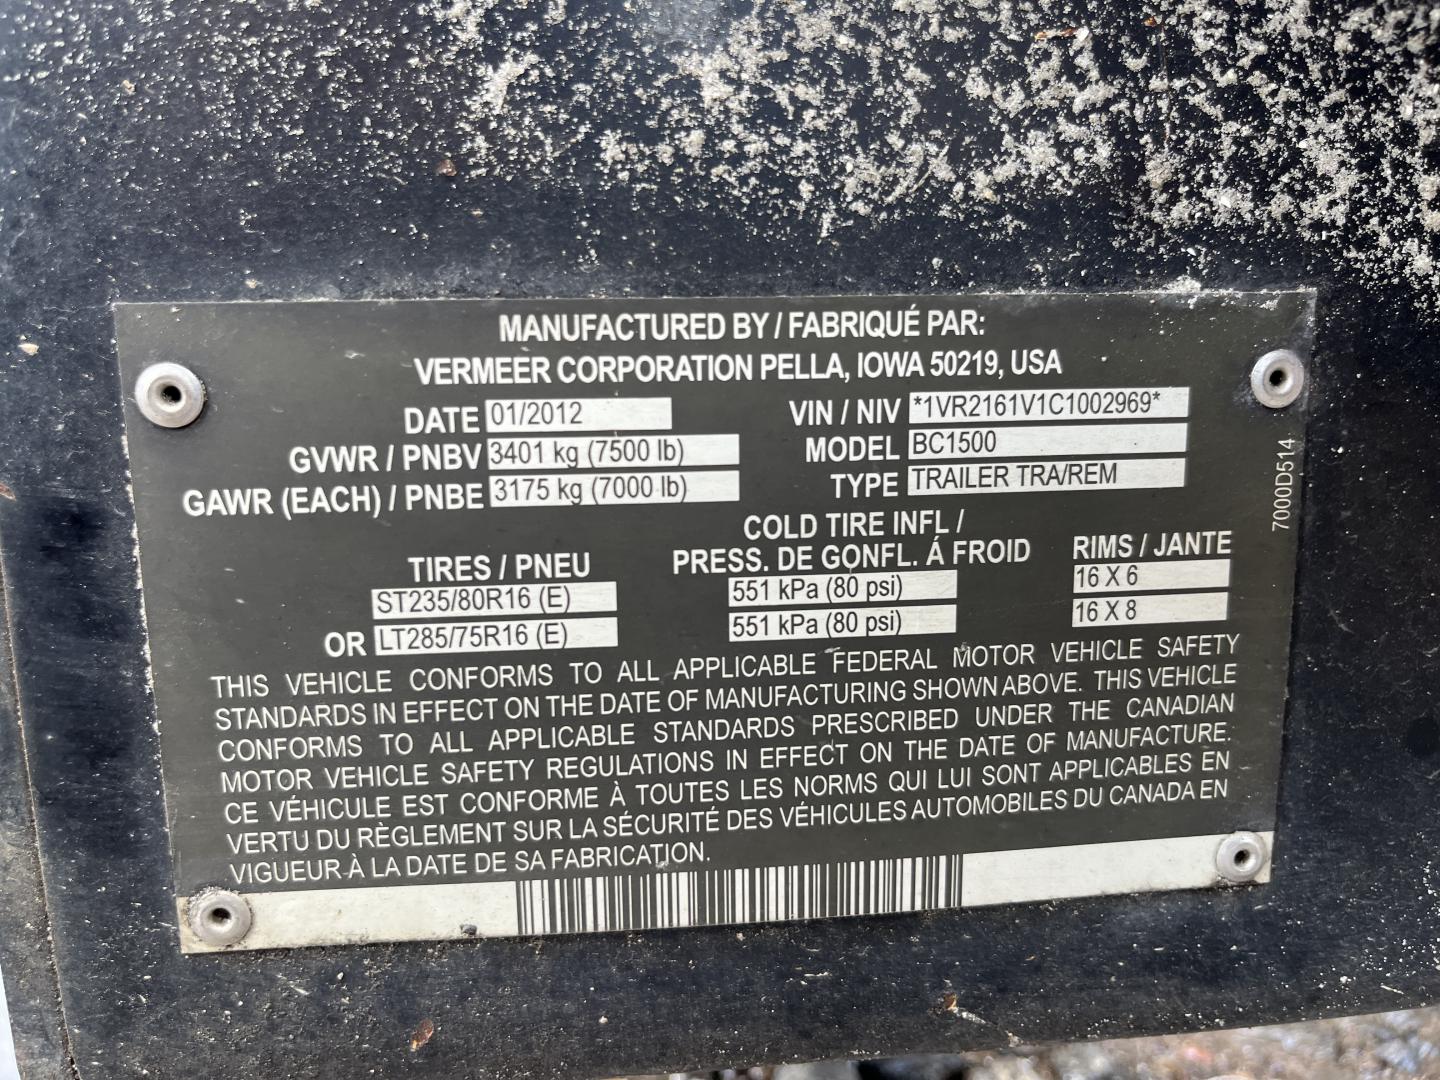 MANUFACTURED BY / FABRIQUÉ PAR:
VERMEER CORPORATION PELLA, IOWA 50219, USA
DATE 01/2012
VIN / NIV *1VR2161V1C1002969*
GVWR / PNBV 3401 kg (7500 lb)
MODEL BC1500
GAWR (EACH) / PNBE 3175 kg (7000 lb)
TYPE TRAILER TRA/REM
7000D514
TIRES / PNEU
COLD TIRE INFL /
PRESS. DE GONFL. Á FROID
RIMS / JANTE
ST235/80R16 (E) 551 kPa (80 psi) 16 X 6
OR LT285/75R16 (E) 551 kPa (80 psi) 16 X 8
THIS VEHICLE CONFORMS TO ALL APPLICABLE FEDERAL MOTOR VEHICLE SAFETY
STANDARDS IN EFFECT ON THE DATE OF MANUFACTURING SHOWN ABOVE. THIS VEHICLE
CONFORMS TO ALL APPLICABLE STANDARDS PRESCRIBED UNDER THE CANADIAN
MOTOR VEHICLE SAFETY REGULATIONS IN EFFECT ON THE DATE OF MANUFACTURE.
CE VÉHICULE EST CONFORME À TOUTES LES NORMS QUI LUI SONT APPLICABLES EN
VERTU DU RÈGLEMENT SUR LA SÉCURITÉ DES VÉHICULES AUTOMOBILES DU CANADA EN
VIGUEUR À LA DATE DE SA FABRICATION.